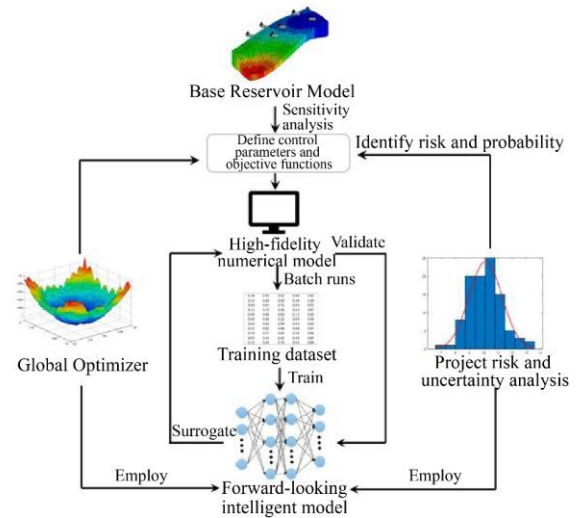 Base Reservoir Model
Sensitivity
analysis
Define control
parameters and
objective functions
Identify risk and probability
High-fidelity
numerical model
Validate
Batch runs
Training dataset
Global Optimizer
Project risk and
uncertainty analysis
Train
Surrogate
Employ
Employ
Forward-looking
intelligent model